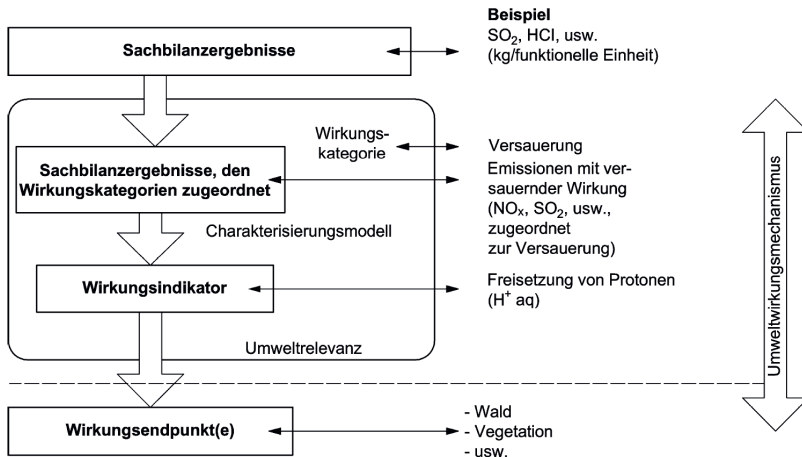 Beispiel
Sachbilanzergebnisse
SO₂, HCl, usw.
(kg/funktionelle Einheit)
Wirkungs-
kategorie
Versauerung
Sachbilanzergebnisse, den
Wirkungskategorien zugeordnet
Emissionen mit ver-
sauernder Wirkung
(NOₓ, SO₂, usw.,
zugeordnet
zur Versauerung)
Charakterisierungsmodell
Wirkungsindikator
Freisetzung von Protonen
(H⁺ aq)
Umweltrelevanz
Umweltwirkungsmechanismus
Wirkungsendpunkt(e)
- Wald
- Vegetation
- usw.